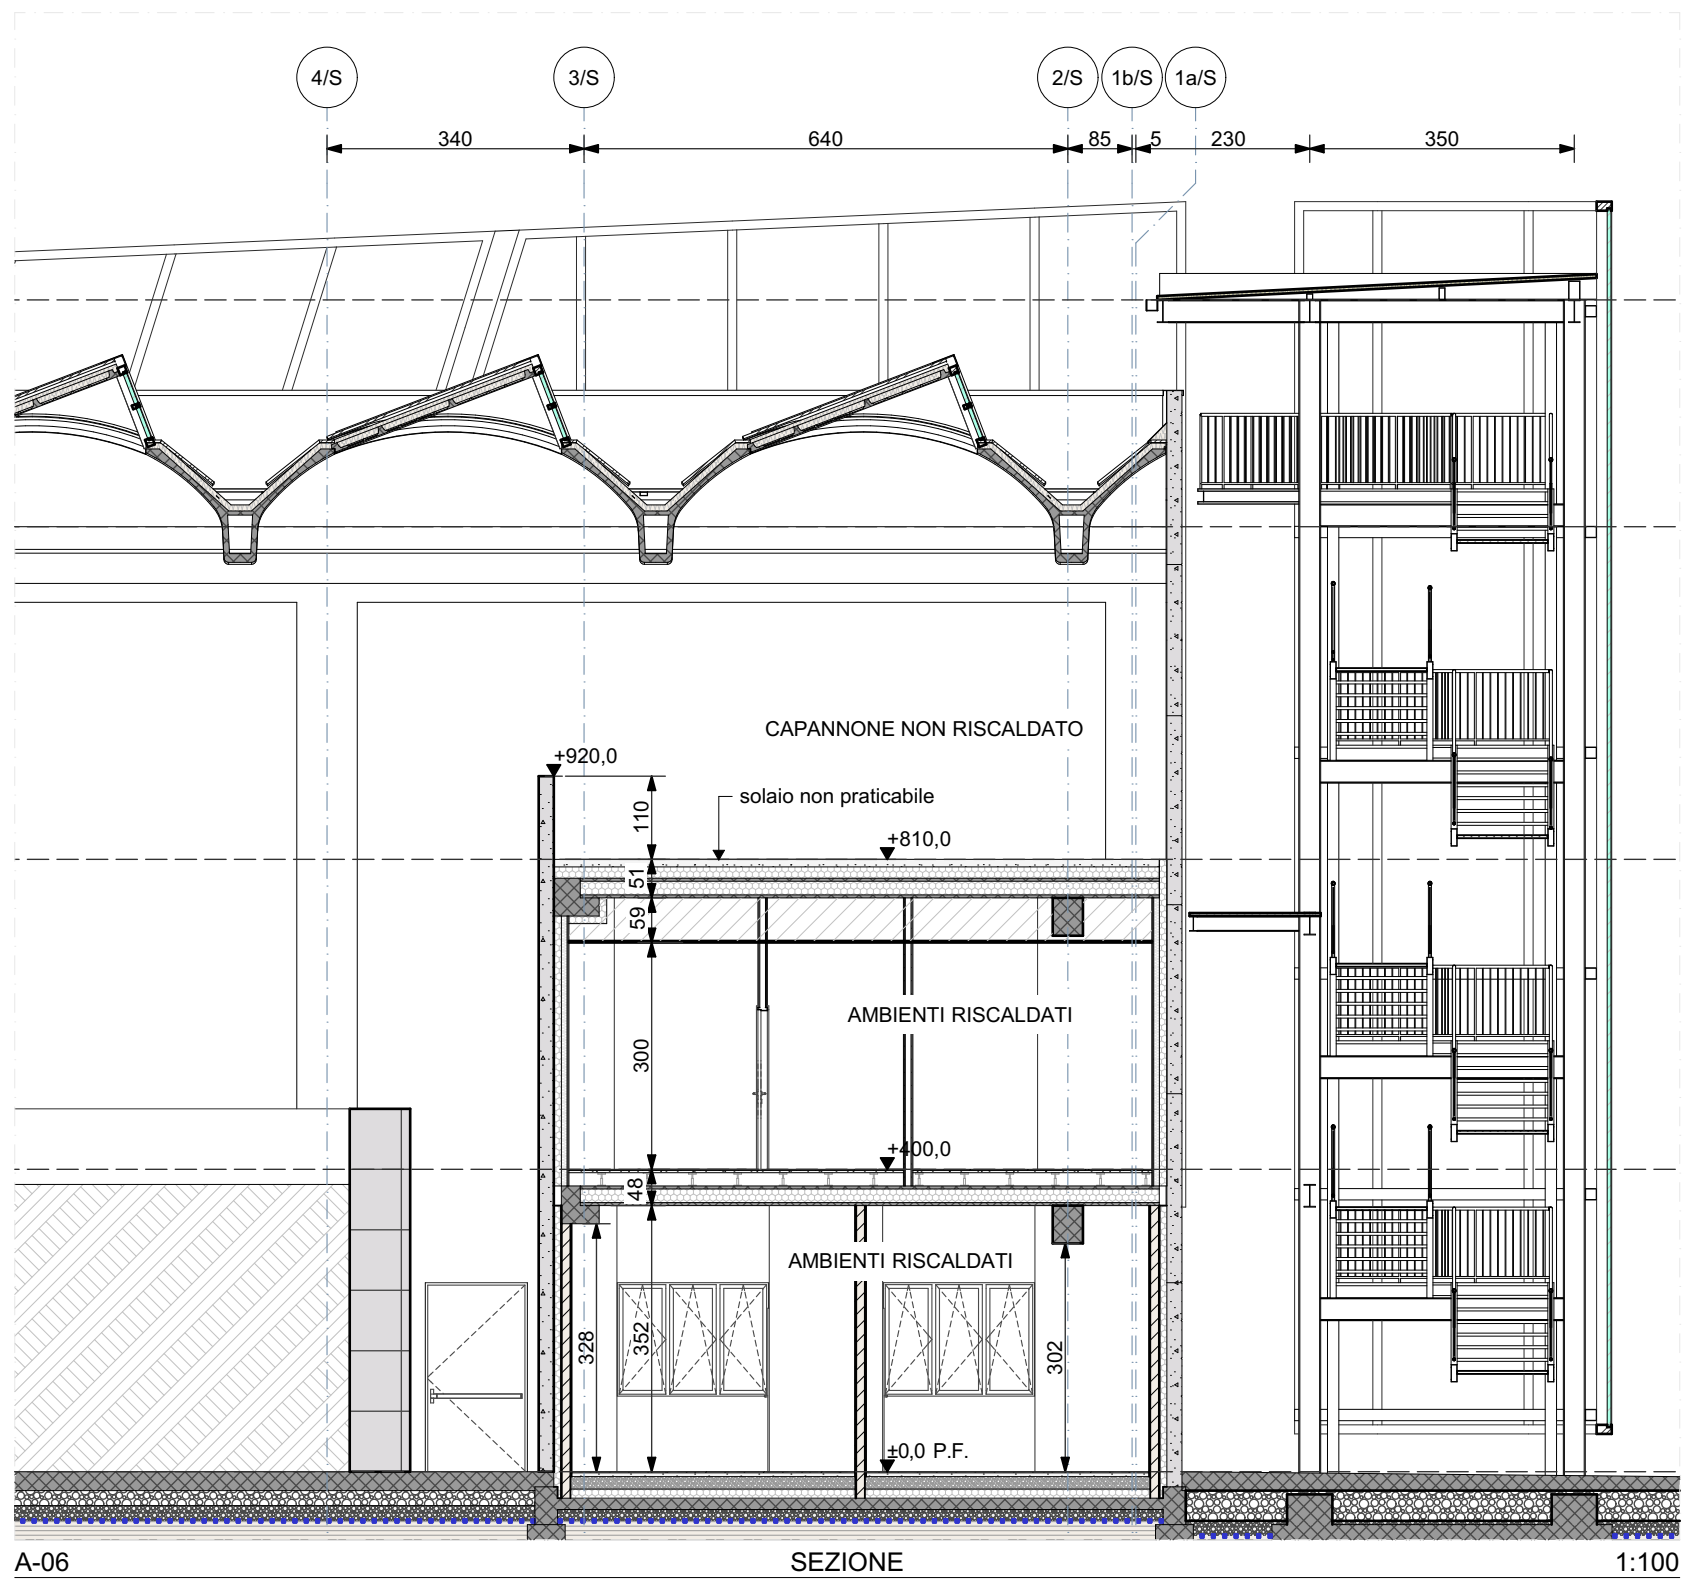 4/S 3/S 2/S 1b/S 1a/S
340 640 85 5 230 350
CAPANNONE NON RISCALDATO
+920,0
solaio non praticabile
110
+810,0
51
59
AMBIENTI RISCALDATI
300
+400,0
48
AMBIENTI RISCALDATI
328
352
302
±0,0 P.F.
A-06 SEZIONE 1:100